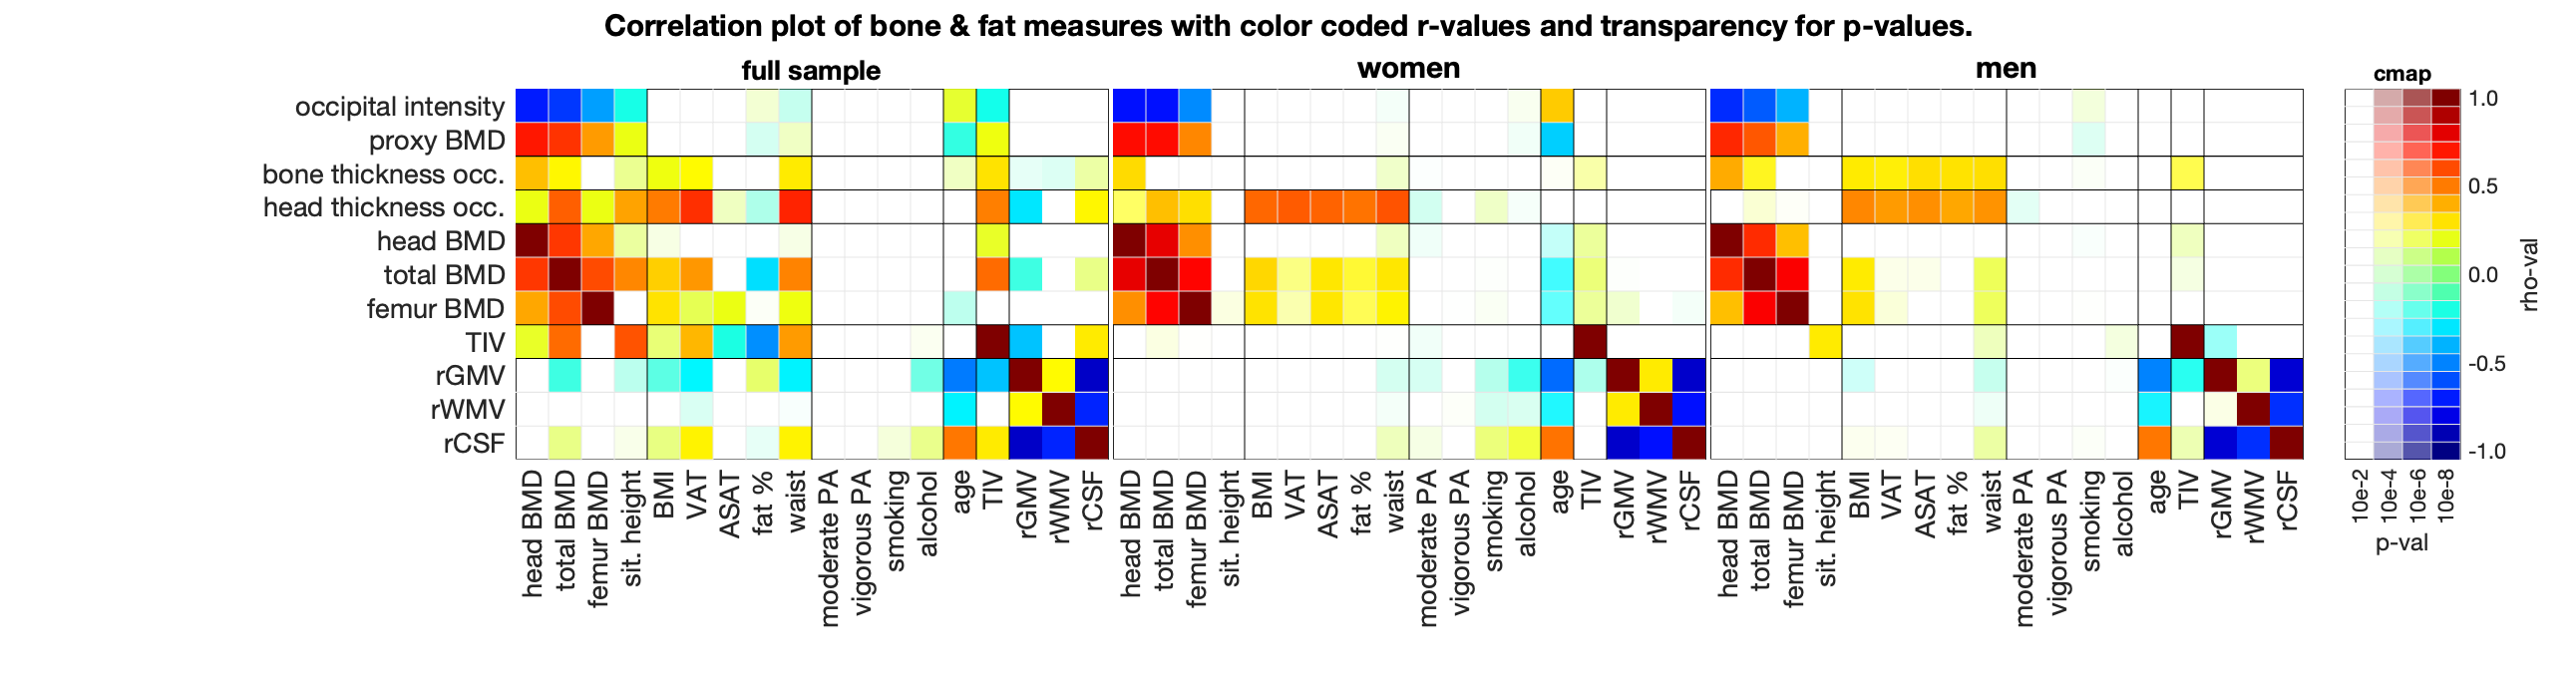 Correlation plot of bone & fat measures with color coded r-values and transparency for p-values.
full sample
women
men
cmap
occipital intensity
proxy BMD
bone thickness occ.
head thickness occ.
head BMD
total BMD
femur BMD
TIV
rGMV
rWMV
rCSF
head BMD
total BMD
femur BMD
sit. height
BMI
VAT
ASAT
fat %
waist
moderate PA
vigorous PA
smoking
alcohol
age
TIV
rGMV
rWMV
rCSF
head BMD
total BMD
femur BMD
sit. height
BMI
VAT
ASAT
fat %
waist
moderate PA
vigorous PA
smoking
alcohol
age
TIV
rGMV
rWMV
rCSF
head BMD
total BMD
femur BMD
sit. height
BMI
VAT
ASAT
fat %
waist
moderate PA
vigorous PA
smoking
alcohol
age
TIV
rGMV
rWMV
rCSF
1.0
0.5
0.0
-0.5
-1.0
rho-val
10e-2
10e-4
10e-6
10e-8
p-val